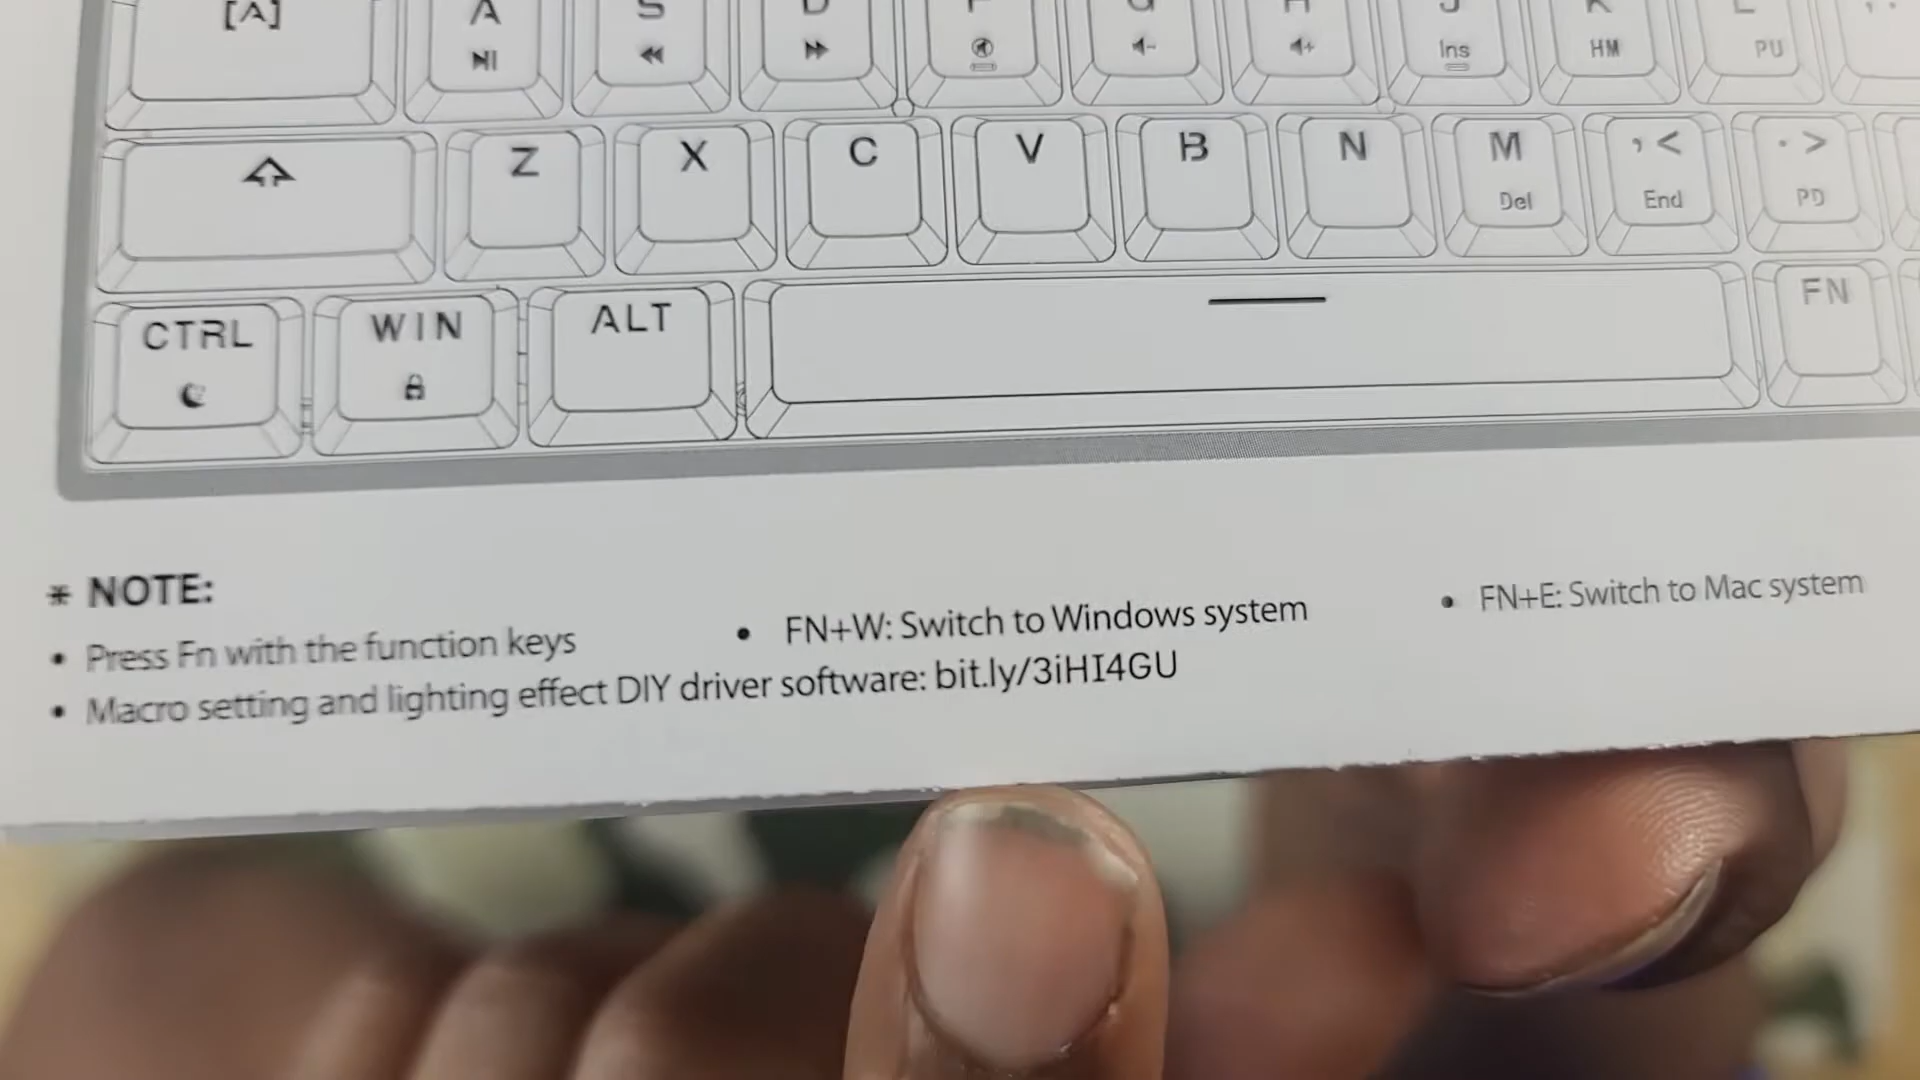 [A] A S D F G H J K L
Ins HM PU
Z X C V B N M , < . >
Del End PD
CTRL WIN ALT FN
* NOTE:
• Press Fn with the function keys • FN+W: Switch to Windows system • FN+E: Switch to Mac system
• Macro setting and lighting effect DIY driver software: bit.ly/3iHI4GU